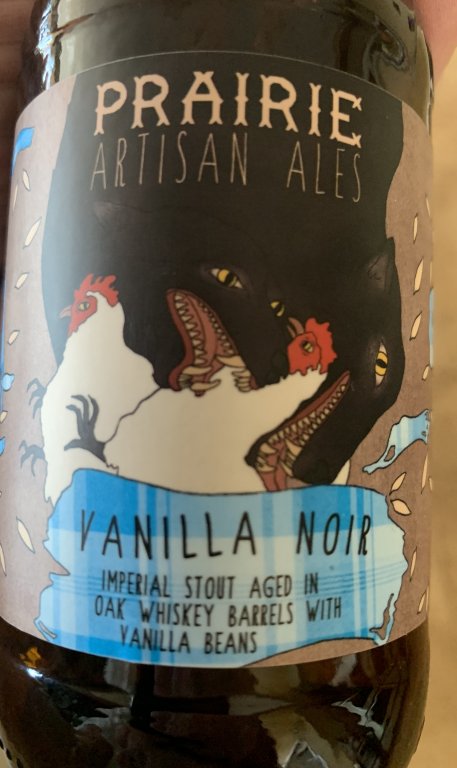 PRAIRIE
ARTISAN ALES
VANILLA NOIR
IMPERIAL STOUT AGED IN
OAK WHISKEY BARRELS WITH
VANILLA BEANS